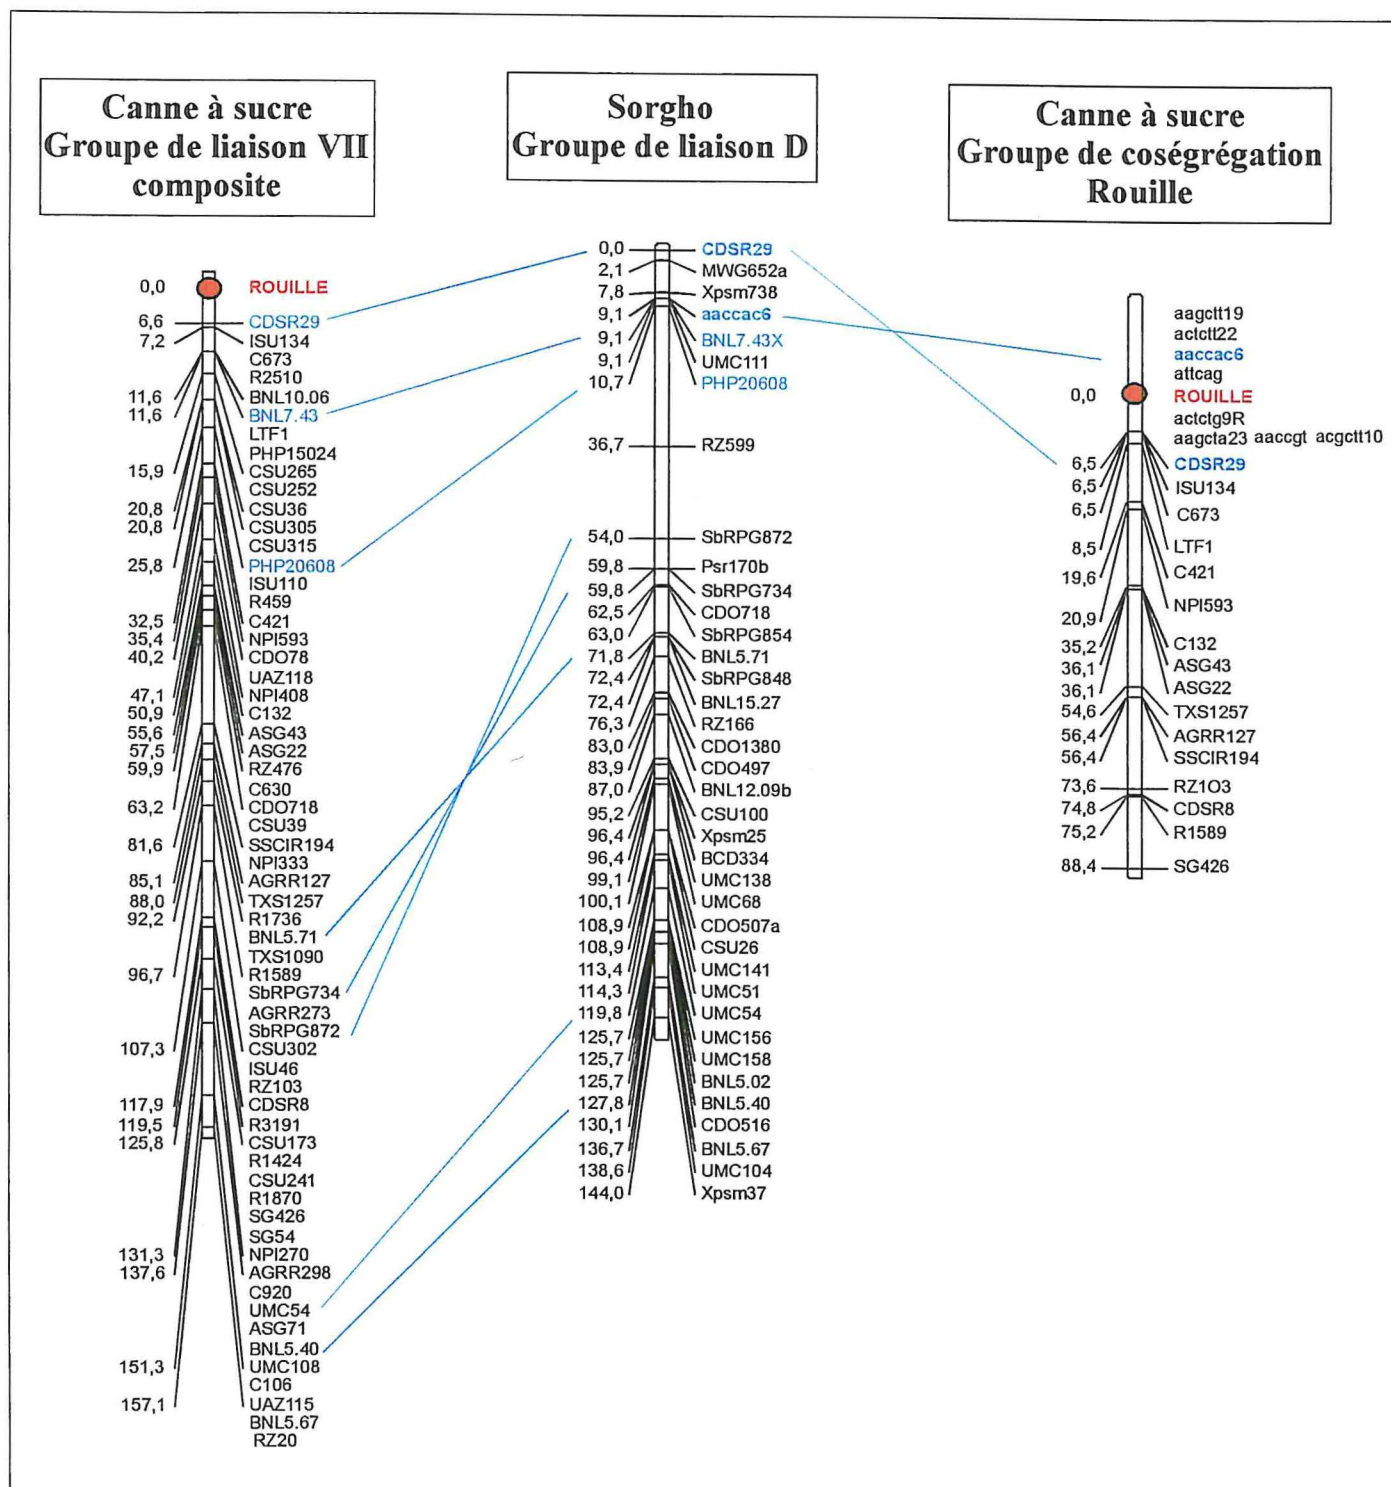 Canne à sucre
Groupe de liaison VII
composite
0,0 ROUILLE
6,6 CDSR29
7,2 ISU134
C673
R2510
11,6 BNL10.06
11,6 BNL7.43
LTF1
PHP15024
15,9 CSU265
CSU252
20,8 CSU36
20,8 CSU305
CSU315
25,8 PHP20608
ISU110
R459
32,5 C421
35,4 NPI593
40,2 CDO78
UAZ118
47,1 NPI408
50,9 C132
55,6 ASG43
57,5 ASG22
59,9 RZ476
C630
63,2 CDO718
CSU39
81,6 SSCIR194
NPI333
85,1 AGRR127
88,0 TXS1257
92,2 R1736
BNL5.71
TXS1090
96,7 R1589
SbRPG734
AGRR273
SbRPG872
107,3 CSU302
ISU46
RZ103
117,9 CDSR8
119,5 R3191
125,8 CSU173
R1424
CSU241
R1870
SG426
SG54
131,3 NPI270
137,6 AGRR298
C920
UMC54
ASG71
BNL5.40
151,3 UMC108
C106
157,1 UAZ115
BNL5.67
RZ20
Sorgho
Groupe de liaison D
0,0 CDSR29
2,1 MWG652a
7,8 Xpsm738
9,1 aaccac6
9,1 BNL7.43X
9,1 UMC111
10,7 PHP20608
36,7 RZ599
54,0 SbRPG872
59,8 Psr170b
59,8 SbRPG734
62,5 CDO718
63,0 SbRPG854
71,8 BNL5.71
72,4 SbRPG848
72,4 BNL15.27
76,3 RZ166
83,0 CDO1380
83,9 CDO497
87,0 BNL12.09b
95,2 CSU100
96,4 Xpsm25
96,4 BCD334
99,1 UMC138
100,1 UMC68
108,9 CDO507a
108,9 CSU26
113,4 UMC141
114,3 UMC51
119,8 UMC54
125,7 UMC156
125,7 UMC158
125,7 BNL5.02
127,8 BNL5.40
130,1 CDO516
136,7 BNL5.67
138,6 UMC104
144,0 Xpsm37
Canne à sucre
Groupe de coségrégation
Rouille
aagctt19
actctt22
aaccac6
attcag
0,0 ROUILLE
actctg9R
aagcta23 aaccgt acgctt10
6,5 CDSR29
6,5 ISU134
6,5 C673
8,5 LTF1
19,6 C421
20,9 NPI593
35,2 C132
36,1 ASG43
36,1 ASG22
54,6 TXS1257
56,4 AGRR127
56,4 SSCIR194
73,6 RZ1O3
74,8 CDSR8
75,2 R1589
88,4 SG426